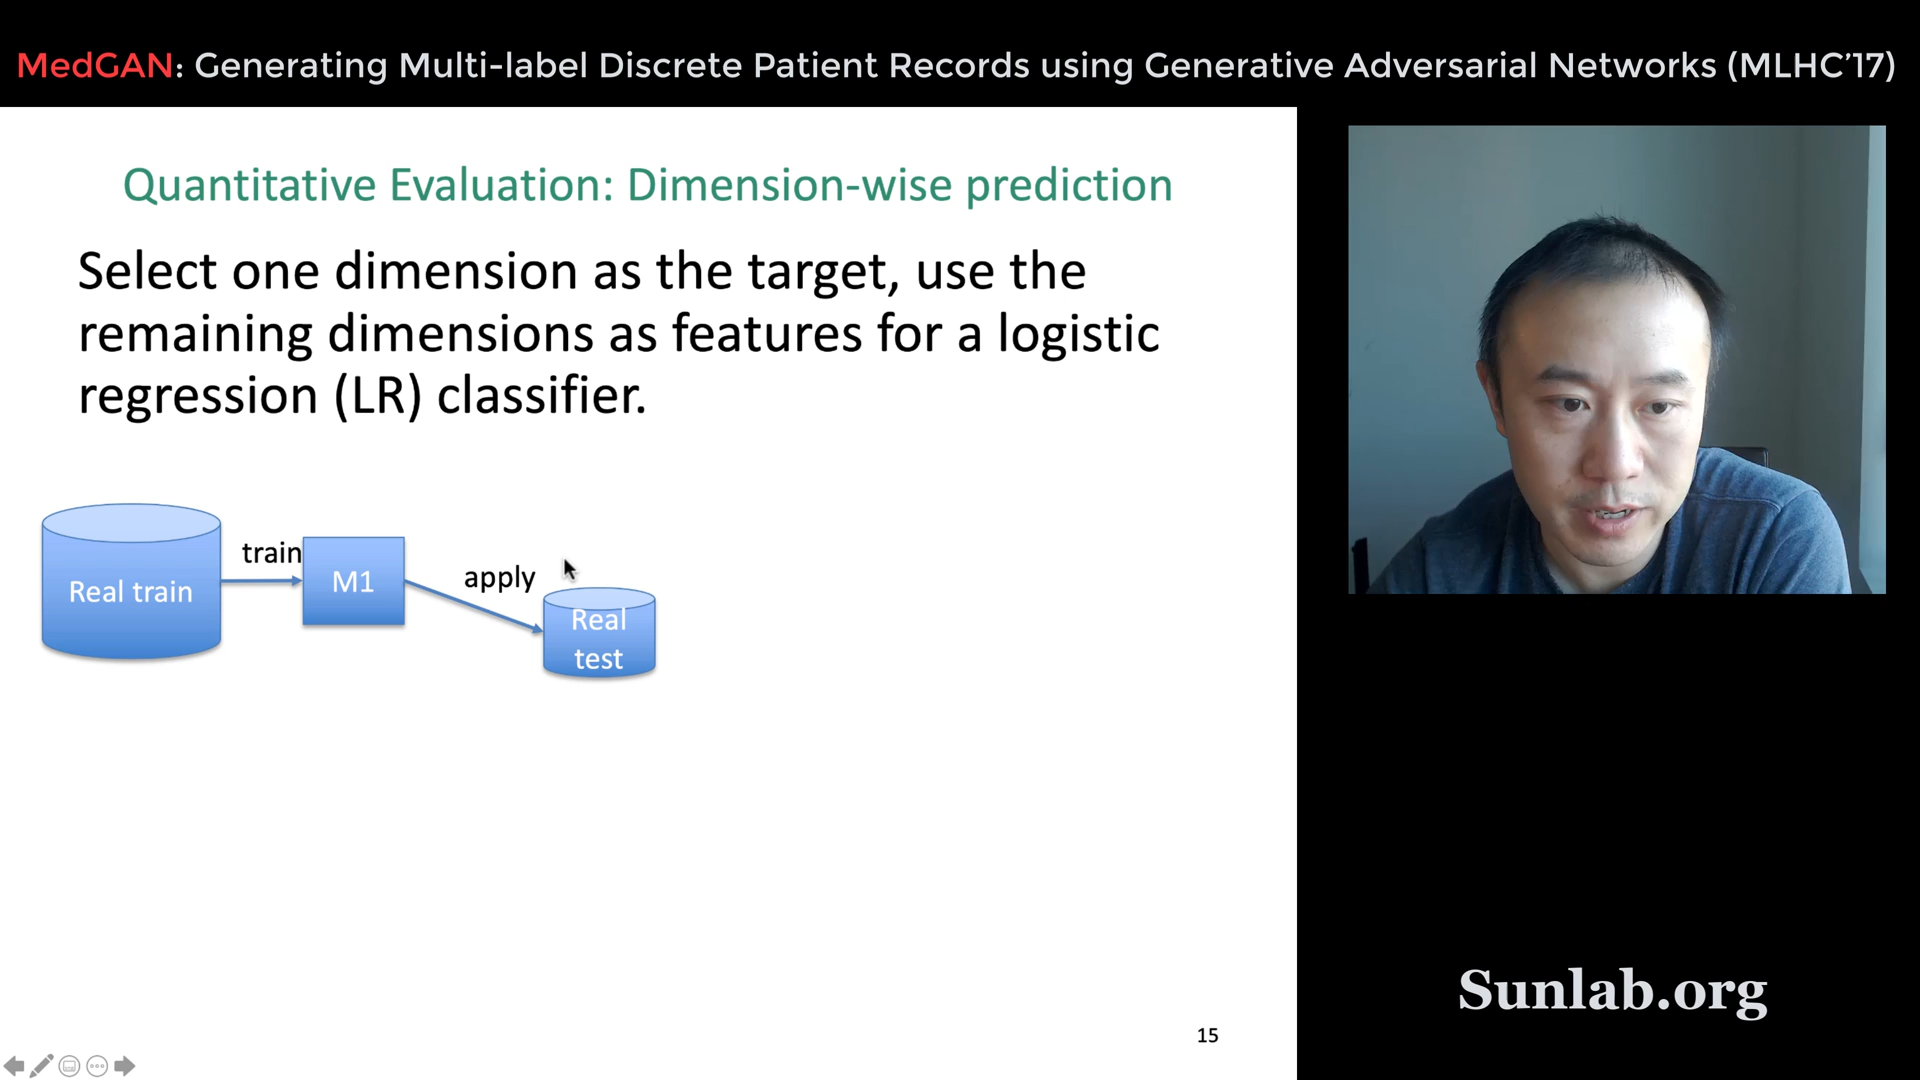 MedGAN: Generating Multi-label Discrete Patient Records using Generative Adversarial Networks (MLHC’17)
Quantitative Evaluation: Dimension-wise prediction
Select one dimension as the target, use the
remaining dimensions as features for a logistic
regression (LR) classifier.
Real train
train
M1
apply
Real
test
15
Sunlab.org